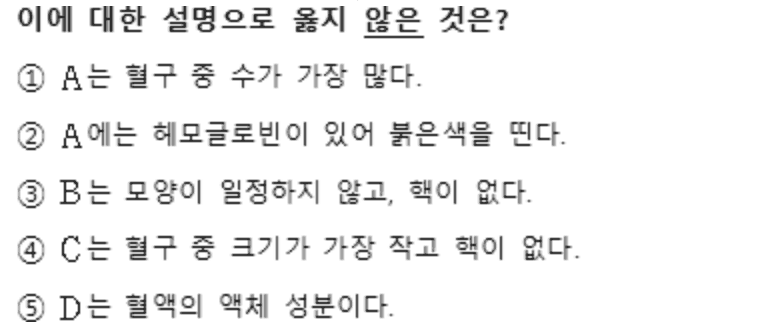 이에 대한 설명으로 옳지 않은 것은?
① A는 혈구 중 수가 가장 많다.
② A에는 헤모글로빈이 있어 붉은색을 띤다.
③ B는 모양이 일정하지 않고, 핵이 없다.
④ C는 혈구 중 크기가 가장 작고 핵이 없다.
⑤ D는 혈액의 액체 성분이다.